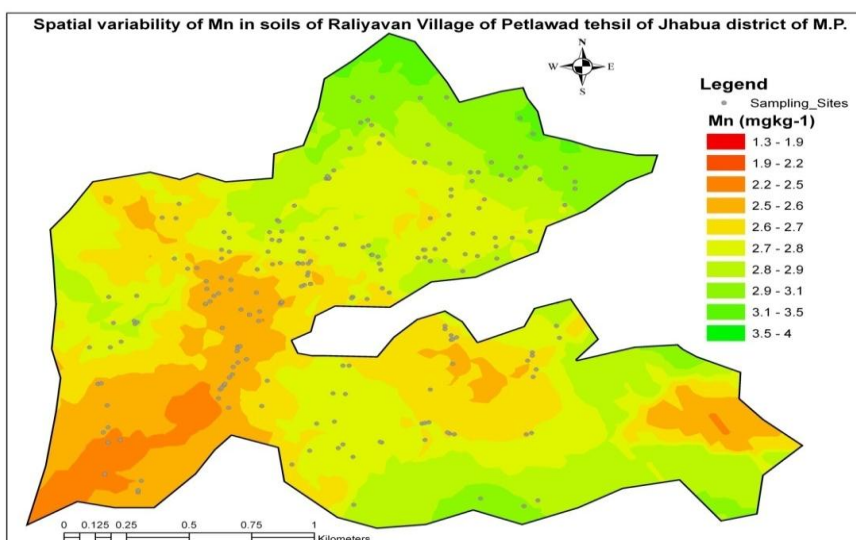 Spatial variability of Mn in soils of Raliyavan Village of Petlawad tehsil of Jhabua district of M.P.
N
W E
S
Legend
Sampling_Sites
Mn (mgkg-1)
1.3 - 1.9
1.9 - 2.2
2.2 - 2.5
2.5 - 2.6
2.6 - 2.7
2.7 - 2.8
2.8 - 2.9
2.9 - 3.1
3.1 - 3.5
3.5 - 4
0 0.125 0.25 0.5 0.75 1
Kilometers